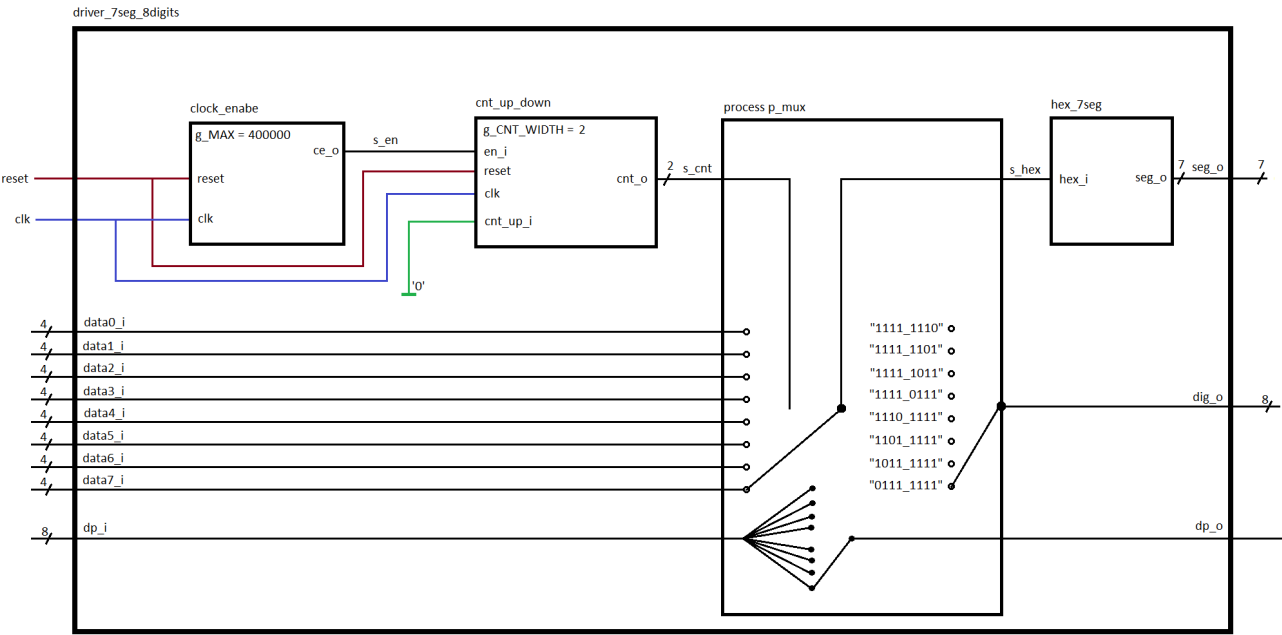 driver_7seg_8digits
clock_enabe
g_MAX = 400000
ce_o
reset
clk
s_en
cnt_up_down
g_CNT_WIDTH = 2
en_i
reset
clk
cnt_up_i
cnt_o
2
s_cnt
process p_mux
s_hex
hex_7seg
hex_i
seg_o
7
seg_o
7
reset
clk
'0'
4
data0_i
4
data1_i
4
data2_i
4
data3_i
4
data4_i
4
data5_i
4
data6_i
4
data7_i
8
dp_i
"1111_1110"
"1111_1101"
"1111_1011"
"1111_0111"
"1110_1111"
"1101_1111"
"1011_1111"
"0111_1111"
dig_o
8
dp_o